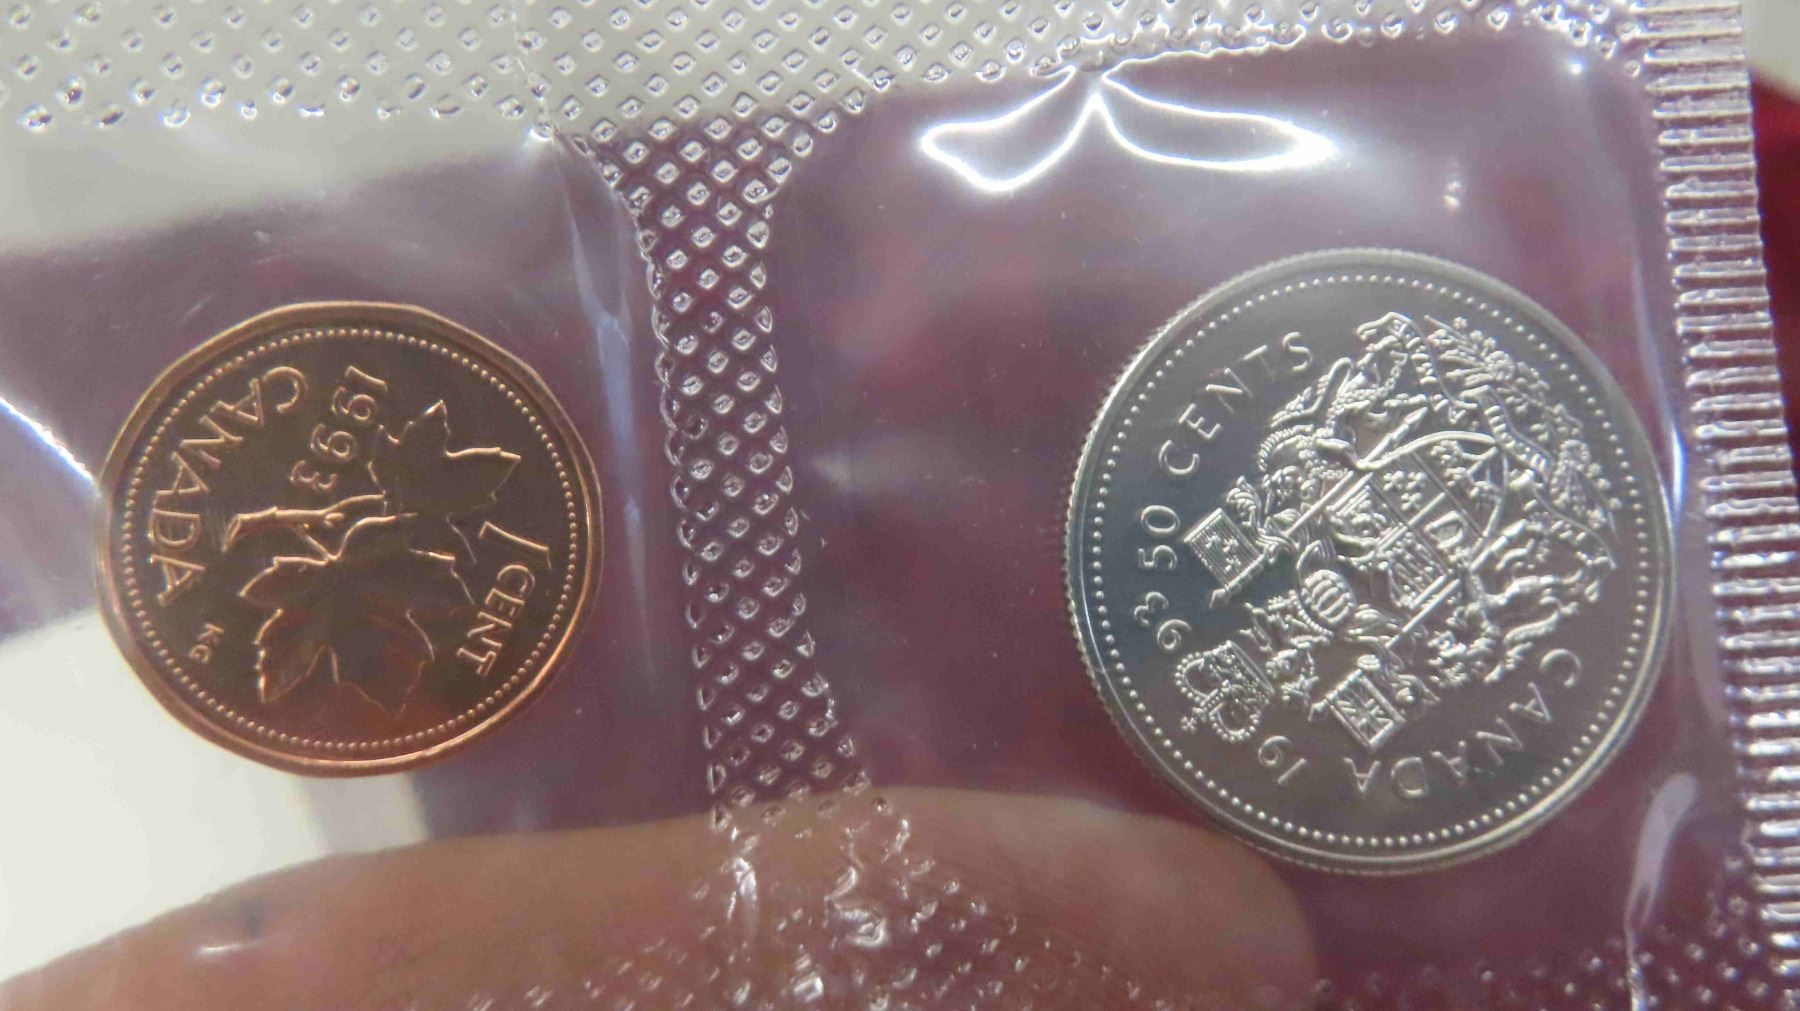 1 CENT
1993
CANADA
KG
50 CENTS
CANADA
1993